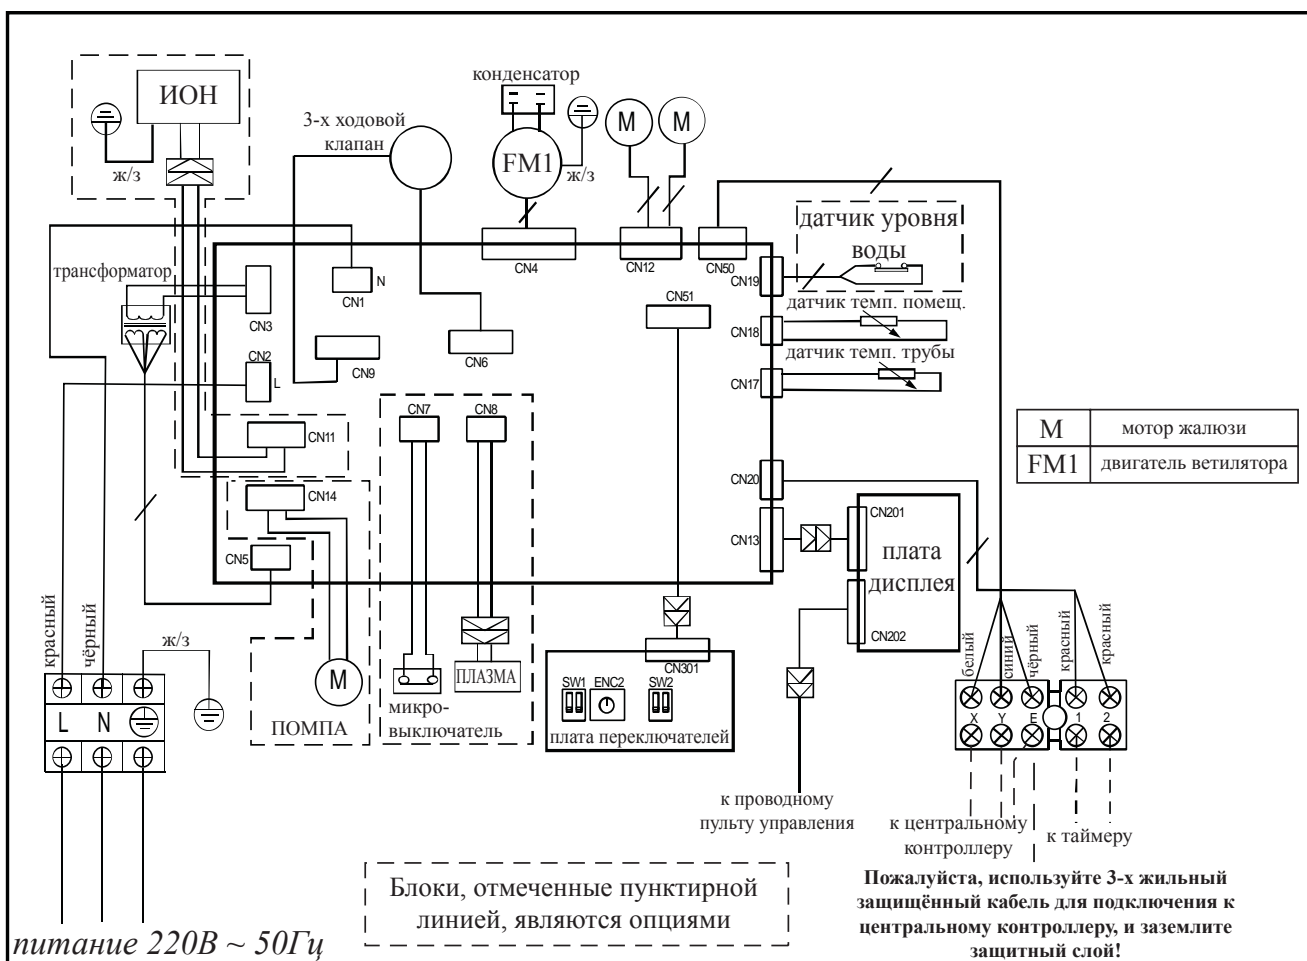 конденсатор
ИОН
3-х ходовой
клапан
FM1
M
M
ж/з
ж/з
датчик уровня
воды
трансформатор
CN4
CN12
CN50
CN19
N
CN1
CN3
CN51
датчик темп. помещ.
CN18
CN6
CN9
CN2
L
датчик темп. трубы
CN17
CN7
CN8
CN11
M
мотор жалюзи
FM1
двигатель ветилятора
CN14
CN20
CN201
CN13
плата
дисплея
CN5
CN202
красный
чёрный
ж/з
белый
синий
чёрный
красный
красный
CN301
M
ПЛАЗМА
SW1
ENC2
SW2
L
N
ПОМПА
микро-
выключатель
плата переключателей
X
Y
E
1
2
к проводному
пульту управления
к центральному
контроллеру
к таймеру
Блоки, отмеченные пунктирной
линией, являются опциями
Пожалуйста, используйте 3-х жильный
защищённый кабель для подключения к
центральному контроллеру, и заземлите
защитный слой!
питание 220В ~ 50Гц